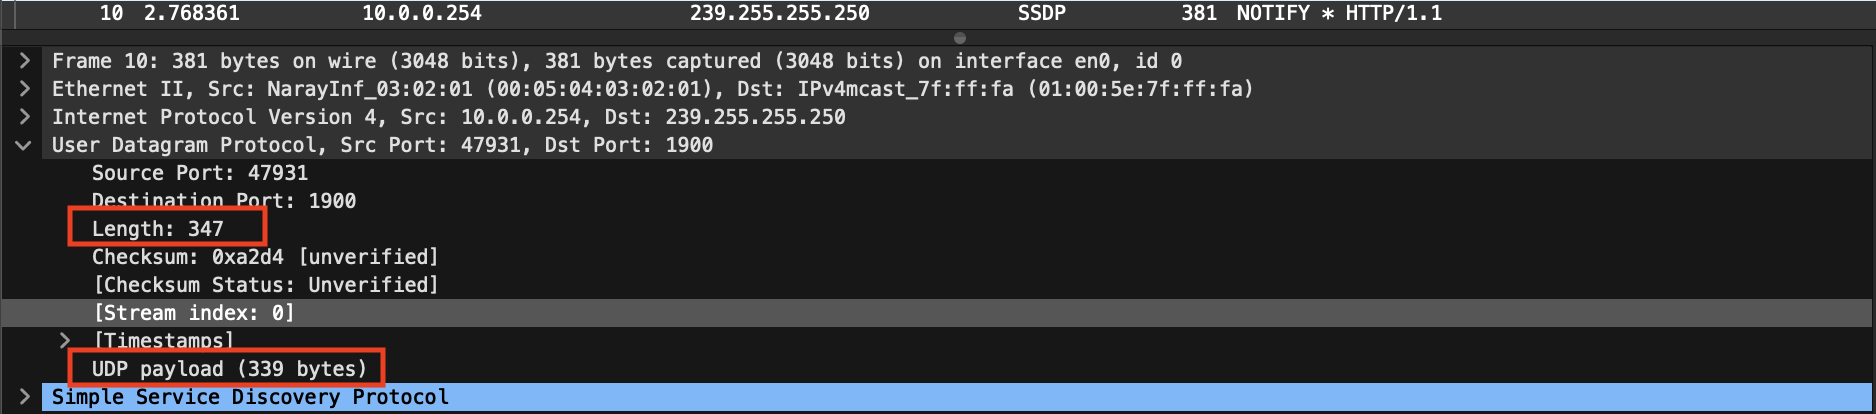 10 2.768361 10.0.0.254 239.255.255.250 SSDP 381 NOTIFY * HTTP/1.1
Frame 10: 381 bytes on wire (3048 bits), 381 bytes captured (3048 bits) on interface en0, id 0
Ethernet II, Src: NarayInf_03:02:01 (00:05:04:03:02:01), Dst: IPv4mcast_7f:ff:fa (01:00:5e:7f:ff:fa)
Internet Protocol Version 4, Src: 10.0.0.254, Dst: 239.255.255.250
User Datagram Protocol, Src Port: 47931, Dst Port: 1900
Source Port: 47931
Destination Port: 1900
Length: 347
Checksum: 0xa2d4 [unverified]
[Checksum Status: Unverified]
[Stream index: 0]
[Timestamps]
UDP payload (339 bytes)
Simple Service Discovery Protocol